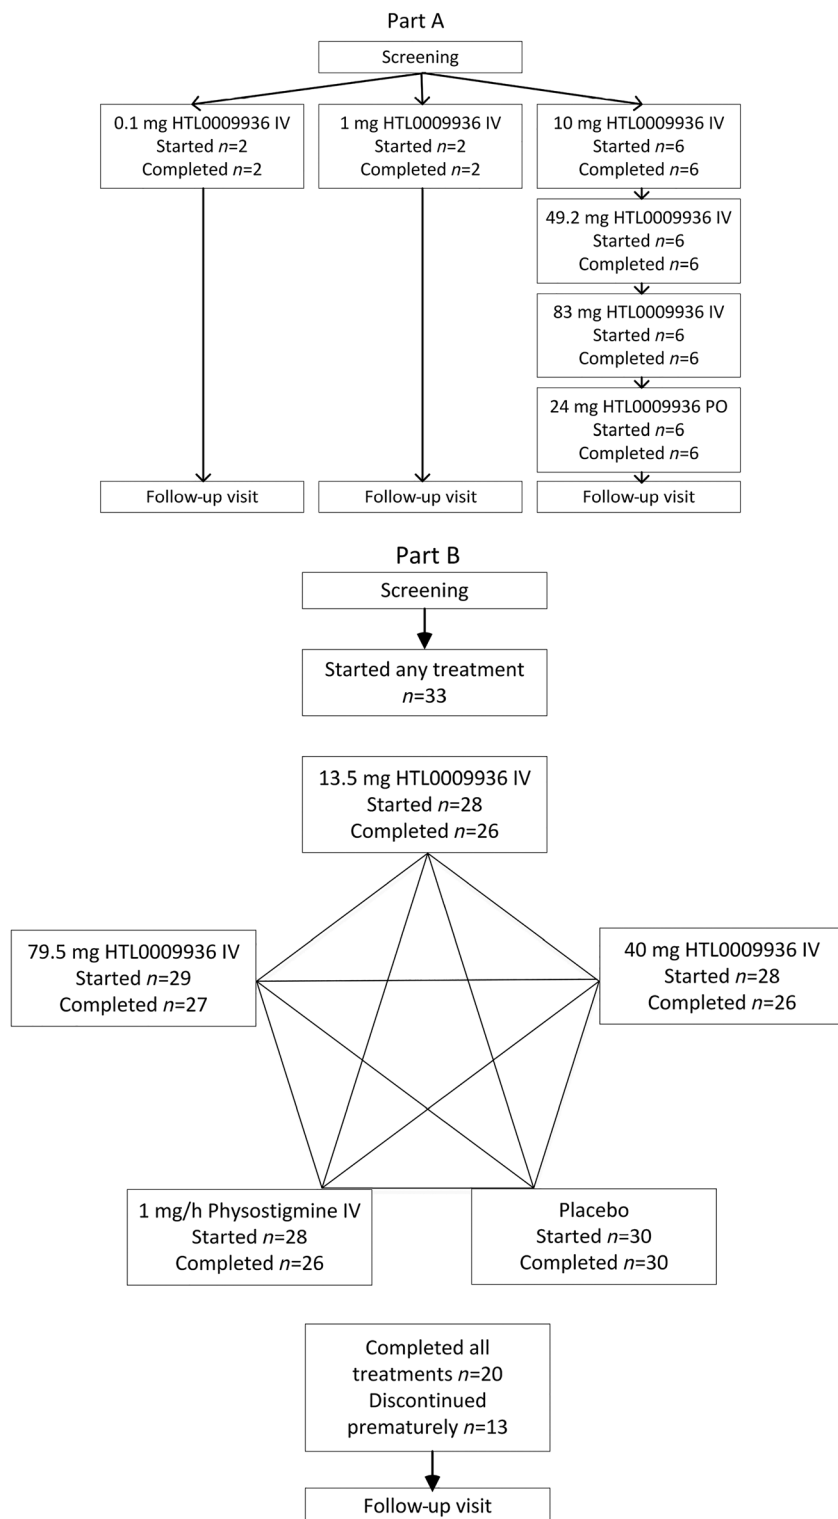 Part A
Screening
0.1 mg HTL0009936 IV
Started n=2
Completed n=2
1 mg HTL0009936 IV
Started n=2
Completed n=2
10 mg HTL0009936 IV
Started n=6
Completed n=6
49.2 mg HTL0009936 IV
Started n=6
Completed n=6
83 mg HTL0009936 IV
Started n=6
Completed n=6
24 mg HTL0009936 PO
Started n=6
Completed n=6
Follow-up visit
Follow-up visit
Follow-up visit
Part B
Screening
Started any treatment
n=33
13.5 mg HTL0009936 IV
Started n=28
Completed n=26
79.5 mg HTL0009936 IV
Started n=29
Completed n=27
40 mg HTL0009936 IV
Started n=28
Completed n=26
1 mg/h Physostigmine IV
Started n=28
Completed n=26
Placebo
Started n=30
Completed n=30
Completed all
treatments n=20
Discontinued
prematurely n=13
Follow-up visit